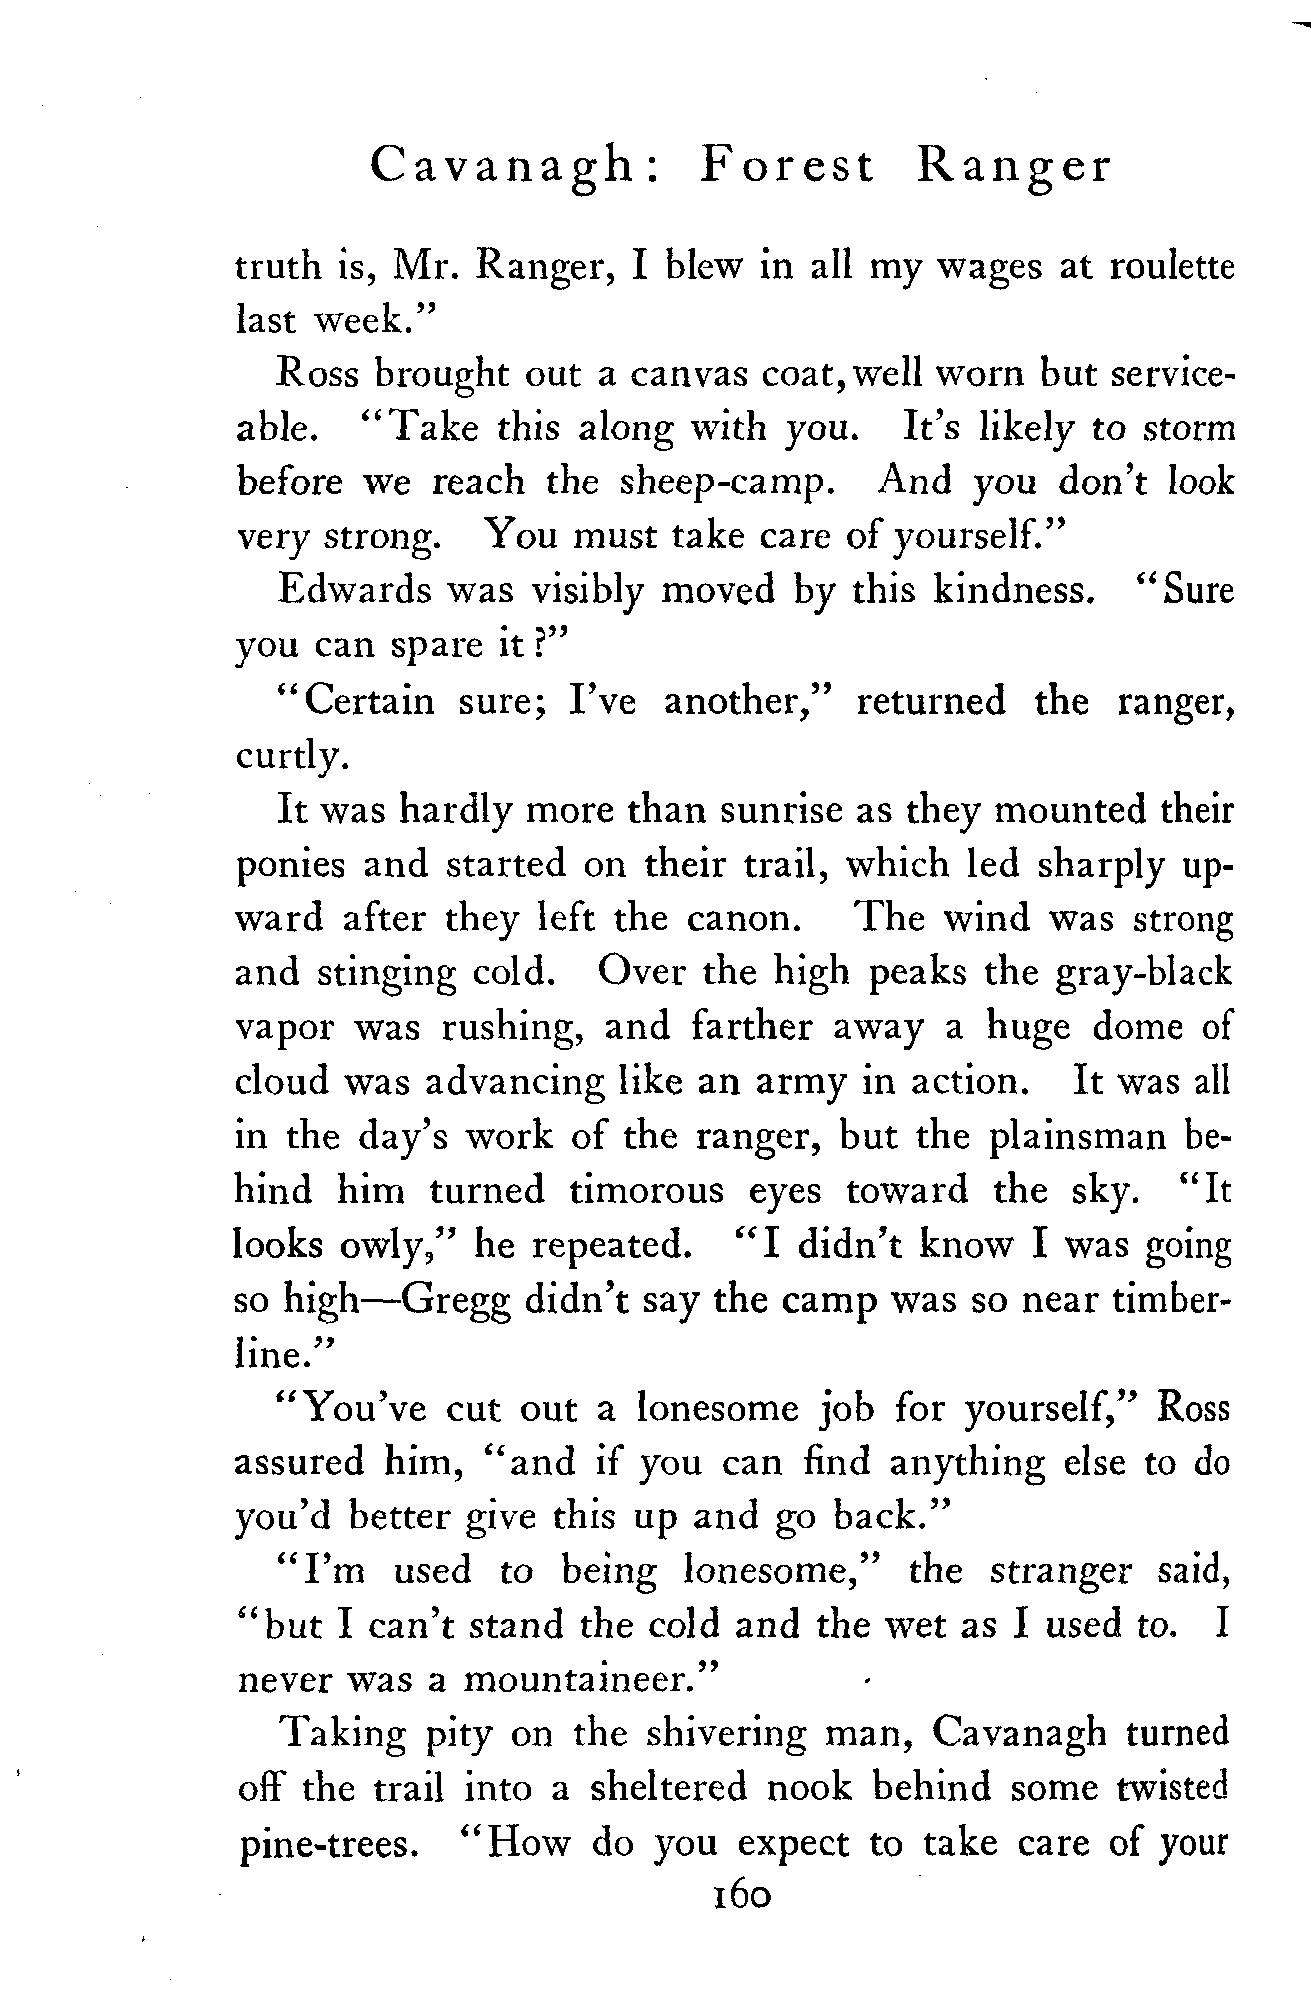 Cavanagh: Forest Ranger
truth is, Mr. Ranger, I blew in all my wages at roulette
last week."
Ross brought out a canvas coat, well worn but service-
able. "Take this along with you. It's likely to storm
before we reach the sheep-camp. And you don't look
very strong. You must take care of yourself."
Edwards was visibly moved by this kindness. "Sure
you can spare it?"
"Certain sure; I've another," returned the ranger,
curtly.
It was hardly more than sunrise as they mounted their
ponies and started on their trail, which led sharply up-
ward after they left the canon. The wind was strong
and stinging cold. Over the high peaks the gray-black
vapor was rushing, and farther away a huge dome of
cloud was advancing like an army in action. It was all
in the day's work of the ranger, but the plainsman be-
hind him turned timorous eyes toward the sky. "It
looks owly," he repeated. "I didn't know I was going
so high—Gregg didn't say the camp was so near timber-
line."
"You've cut out a lonesome job for yourself," Ross
assured him, "and if you can find anything else to do
you'd better give this up and go back."
"I'm used to being lonesome," the stranger said,
"but I can't stand the cold and the wet as I used to. I
never was a mountaineer."
Taking pity on the shivering man, Cavanagh turned
off the trail into a sheltered nook behind some twisted
pine-trees. "How do you expect to take care of your
160